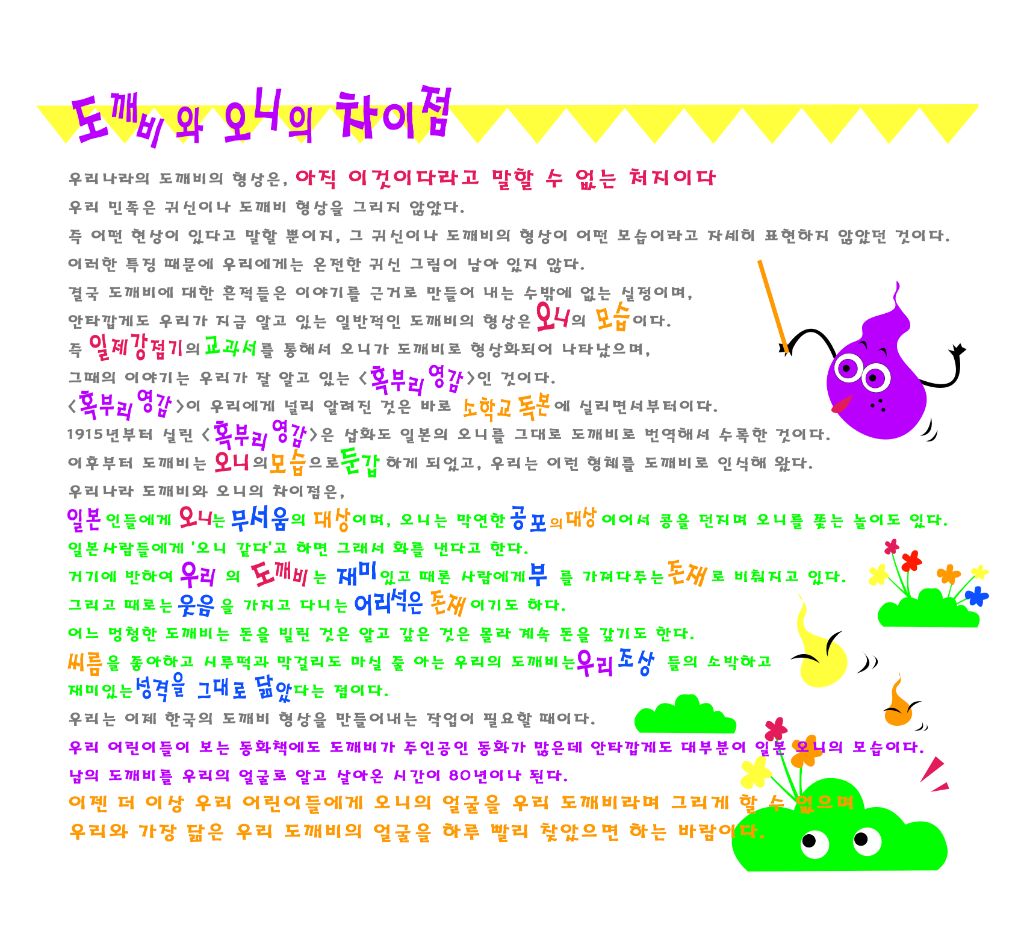 도깨비와 오니의 차이점
우리나라의 도깨비의 형상은, 아직 이것이다라고 말할 수 없는 처지이다
우리 민족은 귀신이나 도깨비 형상을 그리지 않았다.
즉 어떤 현상이 있다고 말할 뿐이지, 그 귀신이나 도깨비의 형상이 어떤 모습이라고 자세히 표현하지 않았던 것이다.
이러한 특징 때문에 우리에게는 온전한 귀신 그림이 남아 있지 않다.
결국 도깨비에 대한 흔적들은 이야기를 근거로 만들어 내는 수밖에 없는 실정이며,
안타깝게도 우리가 지금 알고 있는 일반적인 도깨비의 형상은 오니의 모습이다.
즉 일제강점기의 교과서를 통해서 오니가 도깨비로 형상화되어 나타났으며,
그때의 이야기는 우리가 잘 알고 있는 <혹부리 영감>인 것이다.
<혹부리 영감>이 우리에게 널리 알려진 것은 바로 소학교 독본에 실리면서부터이다.
1915년부터 실린 <혹부리 영감>은 삽화도 일본의 오니를 그대로 도깨비로 번역해서 수록한 것이다.
이후부터 도깨비는 오니의 모습으로 둔갑 하게 되었고, 우리는 이런 형체를 도깨비로 인식해 왔다.
우리나라 도깨비와 오니의 차이점은,
일본인들에게 오니는 무서움의 대상이며, 오니는 막연한 공포의 대상 이어서 콩을 던지며 오니를 쫓는 놀이도 있다.
일본사람들에게 '오니 같다'고 하면 그래서 화를 낸다고 한다.
거기에 반하여 우리 의 도깨비는 재미있고 때론 사람에게 부 를 가져다주는 존재 로 비춰지고 있다.
그리고 때로는 웃음 을 가지고 다니는 어리석은 존재 이기도 하다.
어느 멍청한 도깨비는 돈을 빌린 것은 알고 갚은 것은 몰라 계속 돈을 갚기도 한다.
씨름을 좋아하고 시루떡과 막걸리도 마실 줄 아는 우리의 도깨비는 우리 조상 들의 소박하고
재미있는 성격을 그대로 닮았다는 점이다.
우리는 이제 한국의 도깨비 형상을 만들어내는 작업이 필요할 때이다.
우리 어린이들이 보는 동화책에도 도깨비가 주인공인 동화가 많은데 안타깝게도 대부분이 일본 오니의 모습이다.
남의 도깨비를 우리의 얼굴로 알고 살아온 시간이 80년이나 된다.
이젠 더 이상 우리 어린이들에게 오니의 얼굴을 우리 도깨비라며 그리게 할 수 없으며
우리와 가장 닮은 우리 도깨비의 얼굴을 하루 빨리 찾았으면 하는 바람이다.